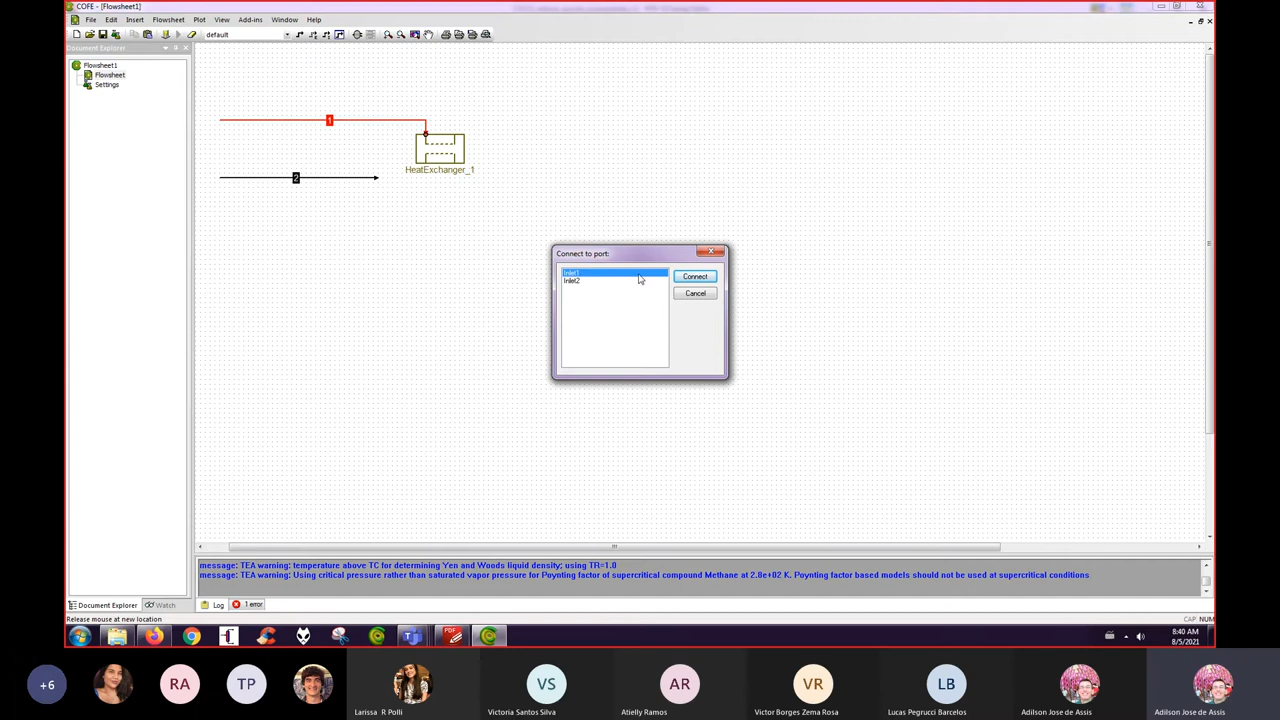 COFE - [Flowsheet1]
File Edit Insert Flowsheet Plot View Add-ins Window Help
default
Document Explorer
Flowsheet1
Flowsheet
Settings
1
2
HeatExchanger_1
Connect to port:
Inlet1
Inlet2
Connect
Cancel
message: TEA warning: temperature above TC for determining Yen and Woods liquid density; using TR=1.0
message: TEA warning: Using critical pressure rather than saturated vapor pressure for Poynting factor of supercritical compound Methane at 2.8e+02 K. Poynting factor based models should not be used at supercritical conditions
Document Explorer Watch Log 1 error
Release mouse at new location
CAP NUM
8:40 AM
8/5/2021
+6
RA
TP
VS
AR
VR
LB
Larissa R Polli
Victoria Santos Silva
Atielly Ramos
Victor Borges Zema Rosa
Lucas Pegrucci Barcelos
Adilson Jose de Assis
Adilson Jose de Assis